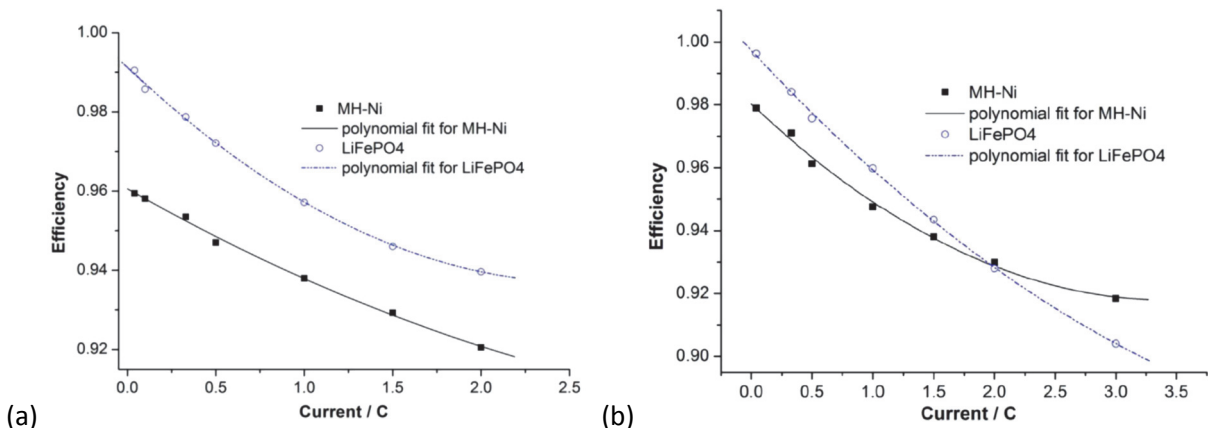 1.00
0.98
0.96
0.94
0.92
Efficiency
MH-Ni
polynomial fit for MH-Ni
LiFePO4
polynomial fit for LiFePO4
0.0 0.5 1.0 1.5 2.0 2.5
Current / C
(a)
1.00
0.98
0.96
0.94
0.92
0.90
Efficiency
MH-Ni
polynomial fit for MH-Ni
LiFePO4
polynomial fit for LiFePO4
0.0 0.5 1.0 1.5 2.0 2.5 3.0 3.5
Current / C
(b)